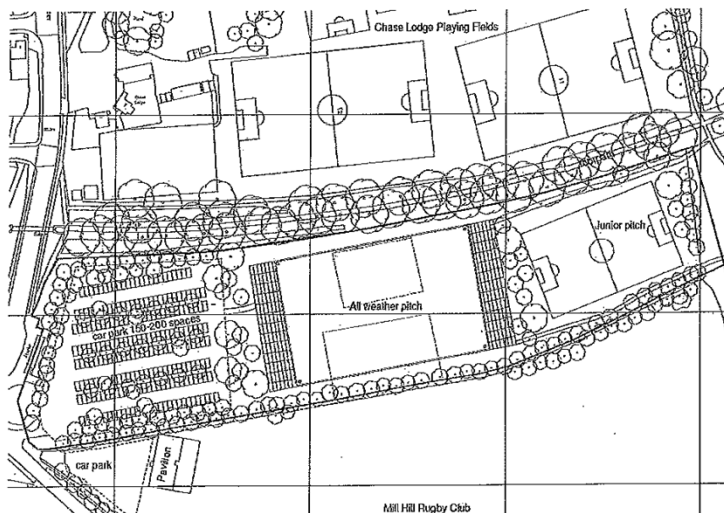 Chase Lodge Playing Fields
Junior pitch
All weather pitch
car park 160-200 spaces
car park
Pavilion
Mill Hill Rugby Club